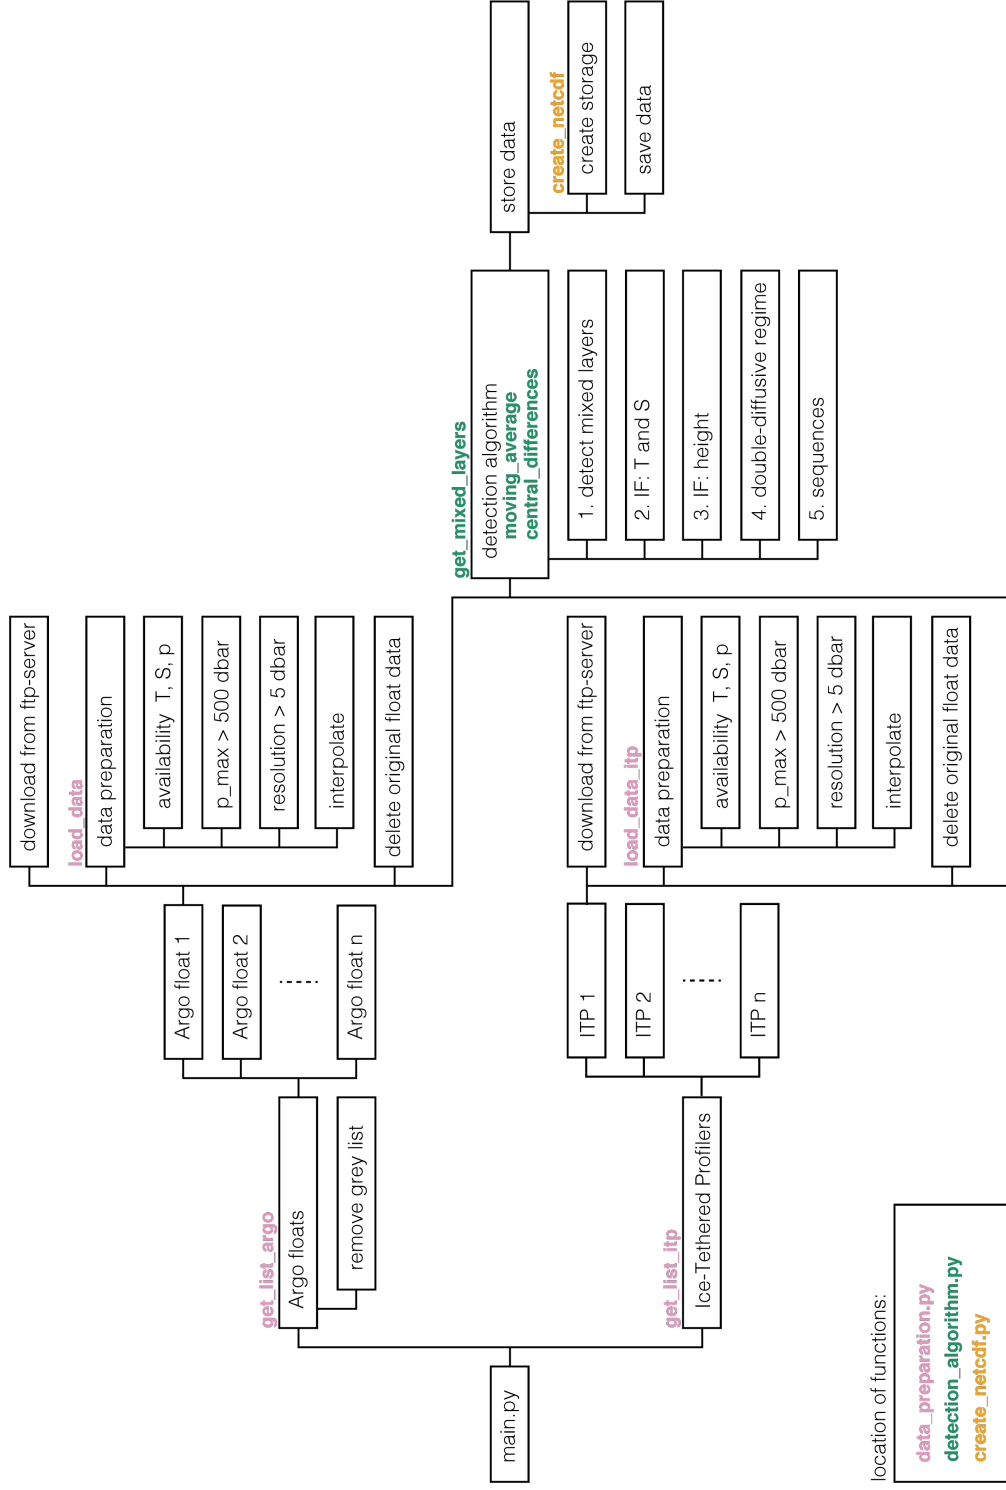 main.py
get_list_argo
Argo floats
remove grey list
get_list_itp
Ice-Tethered Profilers
Argo float 1
Argo float 2
Argo float n
ITP 1
ITP 2
ITP n
download from ftp-server
load_data
data preparation
availability T, S, p
p_max > 500 dbar
resolution > 5 dbar
interpolate
delete original float data
download from ftp-server
load_data_itp
data preparation
availability T, S, p
p_max > 500 dbar
resolution > 5 dbar
interpolate
delete original float data
get_mixed_layers
detection algorithm
moving_average
central_differences
1. detect mixed layers
2. IF: T and S
3. IF: height
4. double-diffusive regime
5. sequences
store data
create_netcdf
create storage
save data
location of functions:
data_preparation.py
detection_algorithm.py
create_netcdf.py